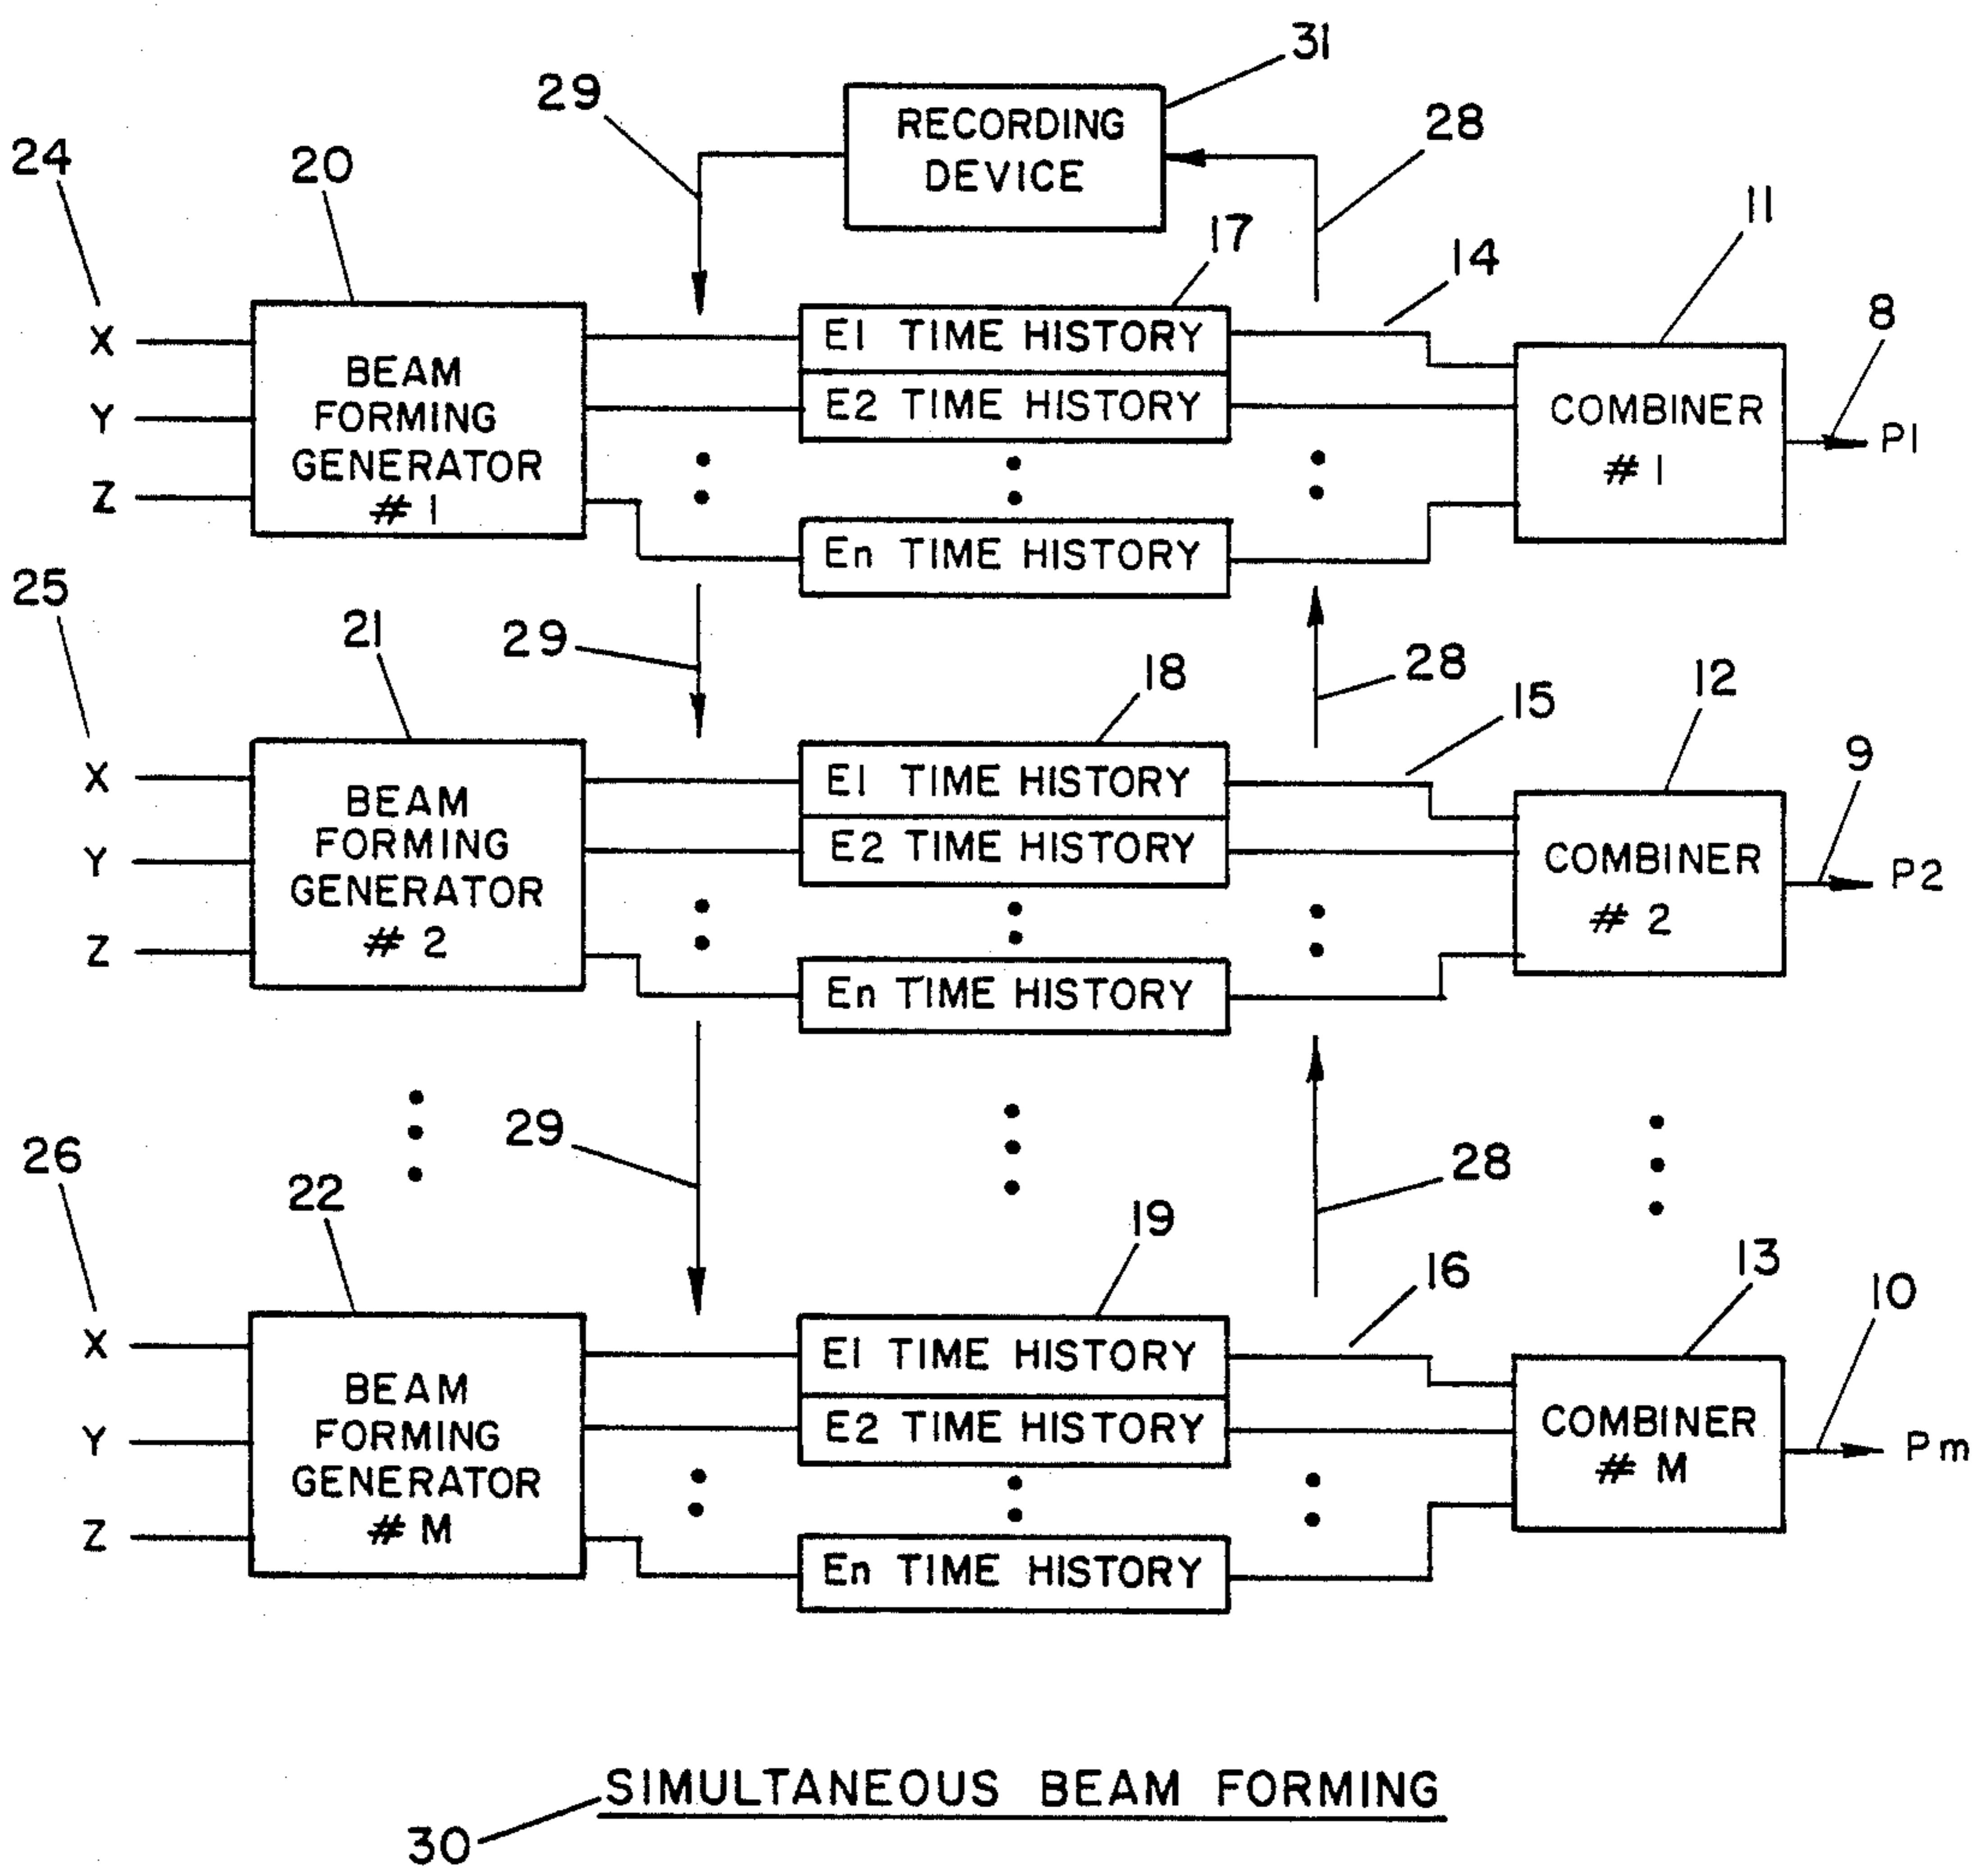 31
29
RECORDING
DEVICE
28
24
20
17
14
11
8
X
Y
Z
BEAM
FORMING
GENERATOR
# 1
E1 TIME HISTORY
E2 TIME HISTORY
En TIME HISTORY
COMBINER
# 1
P1
25
21
29
18
28
15
12
9
X
Y
Z
BEAM
FORMING
GENERATOR
# 2
E1 TIME HISTORY
E2 TIME HISTORY
En TIME HISTORY
COMBINER
# 2
P2
26
22
29
19
28
16
13
10
X
Y
Z
BEAM
FORMING
GENERATOR
# M
E1 TIME HISTORY
E2 TIME HISTORY
En TIME HISTORY
COMBINER
# M
Pm
SIMULTANEOUS BEAM FORMING
30